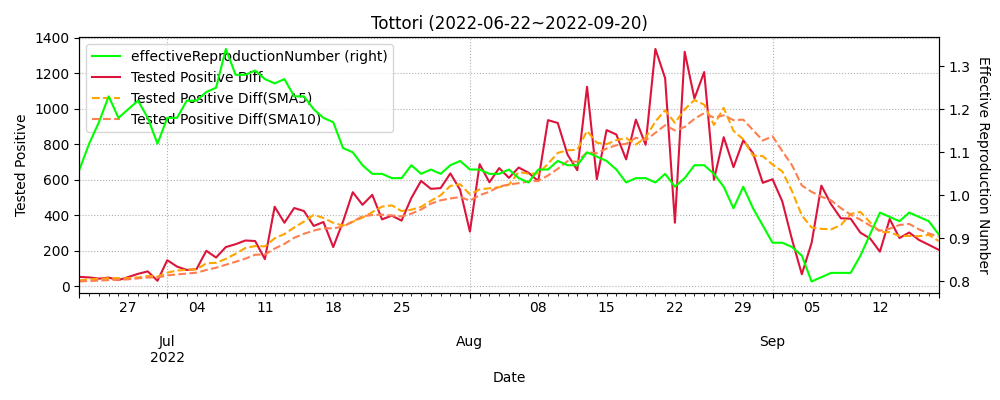 Tottori (2022-06-22~2022-09-20)
effectiveReproductionNumber (right)
Tested Positive Diff
Tested Positive Diff(SMA5)
Tested Positive Diff(SMA10)
Tested Positive
1400
1200
1000
800
600
400
200
0
Effective Reproduction Number
1.3
1.2
1.1
1.0
0.9
0.8
27 04 11 18 25 08 15 22 29 05 12
Jul Aug Sep
2022
Date